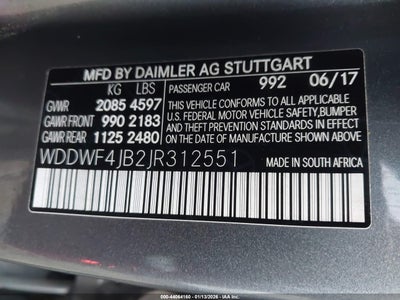 MFD BY DAIMLER AG STUTTGART
KG LBS PASSENGER CAR 992 06/17
GVWR 2085 4597 THIS VEHICLE CONFORMS TO ALL APPLICABLE
GAWR FRONT 990 2183 U.S. FEDERAL MOTOR VEHICLE SAFETY,BUMPER,
GAWR REAR 1125 2480 AND THEFT PREVENTION STANDARDS IN EFFECT
ON THE DATE OF MANUFACTURE SHOWN ABOVE
WDDWF4JB2JR312551 MADE IN SOUTH AFRICA
000-44084160 - 01/13/2026 - IAA Inc.